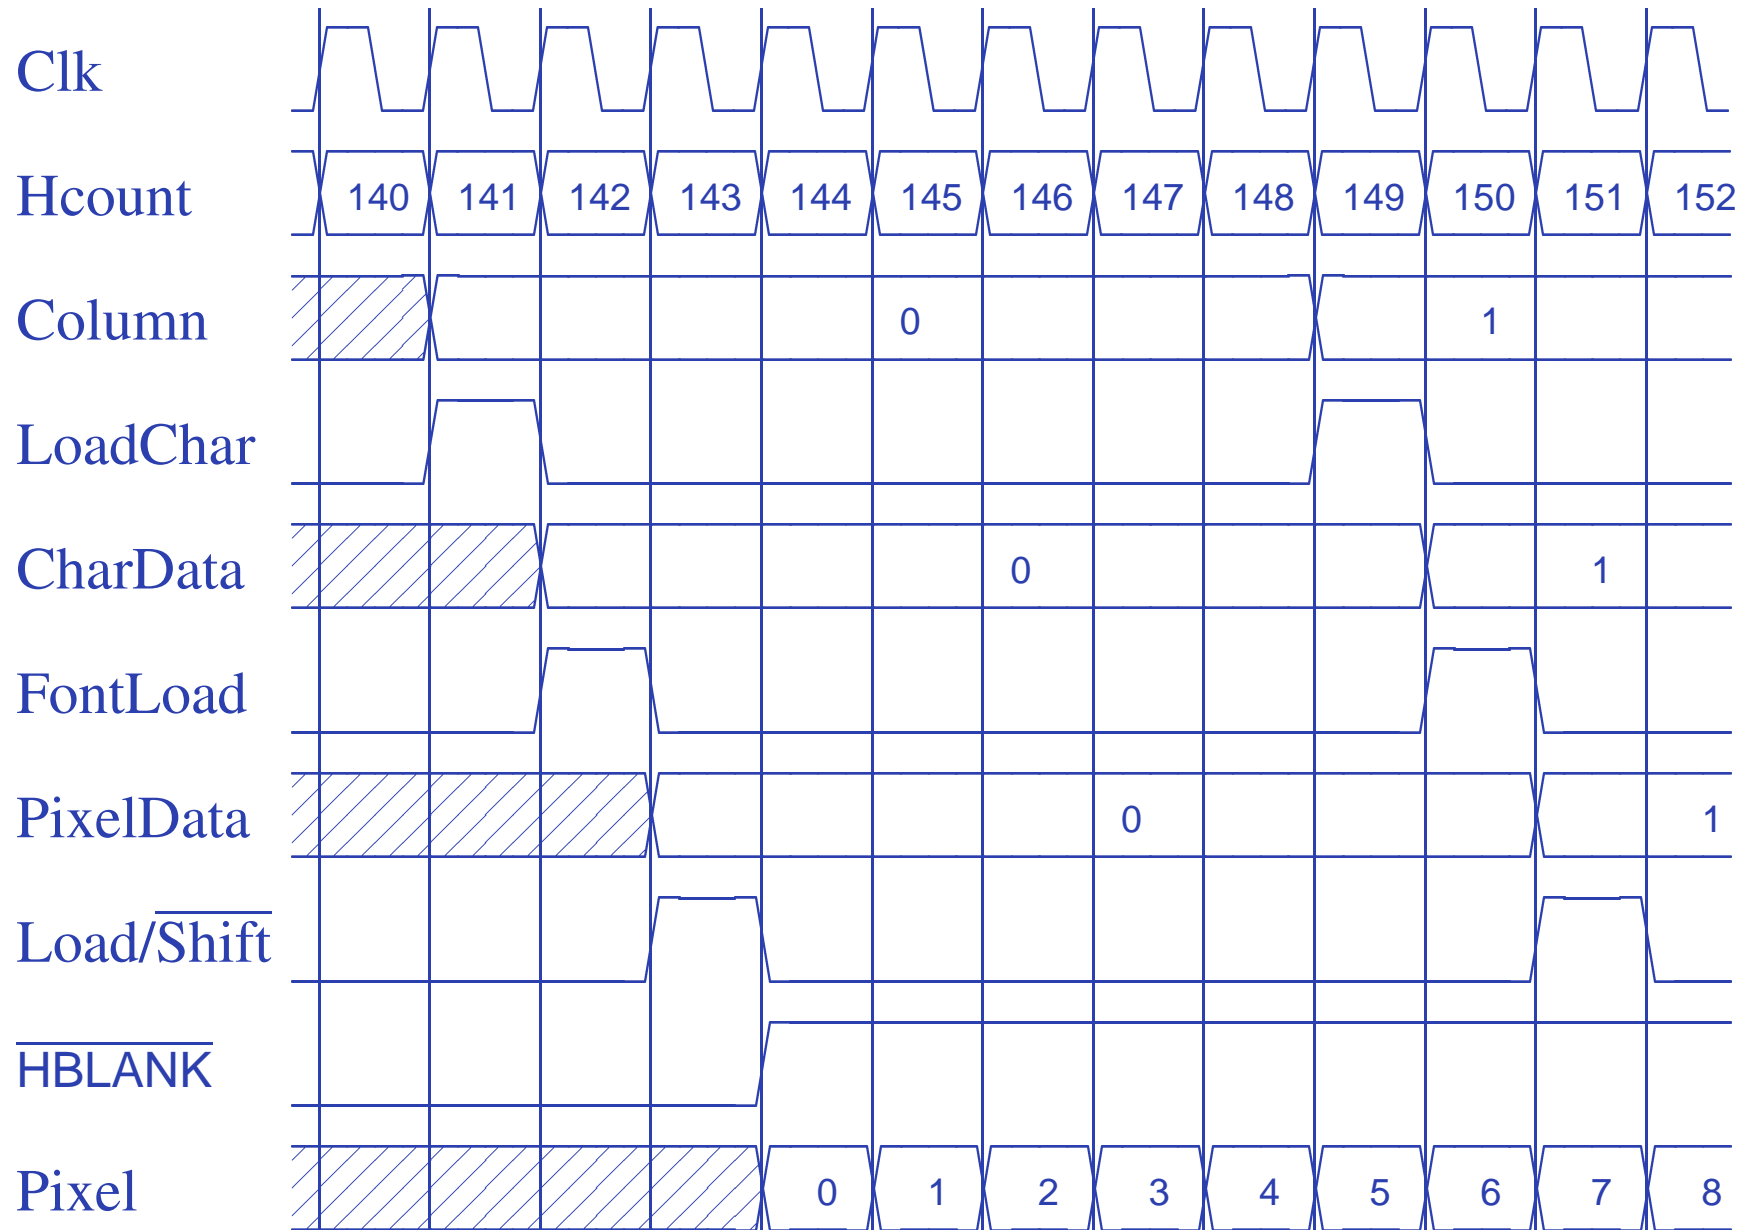 Clk
Hcount 140 141 142 143 144 145 146 147 148 149 150 151 152
Column 0 1
LoadChar
CharData 0 1
FontLoad
PixelData 0 1
Load/Shift
HBLANK
Pixel 0 1 2 3 4 5 6 7 8